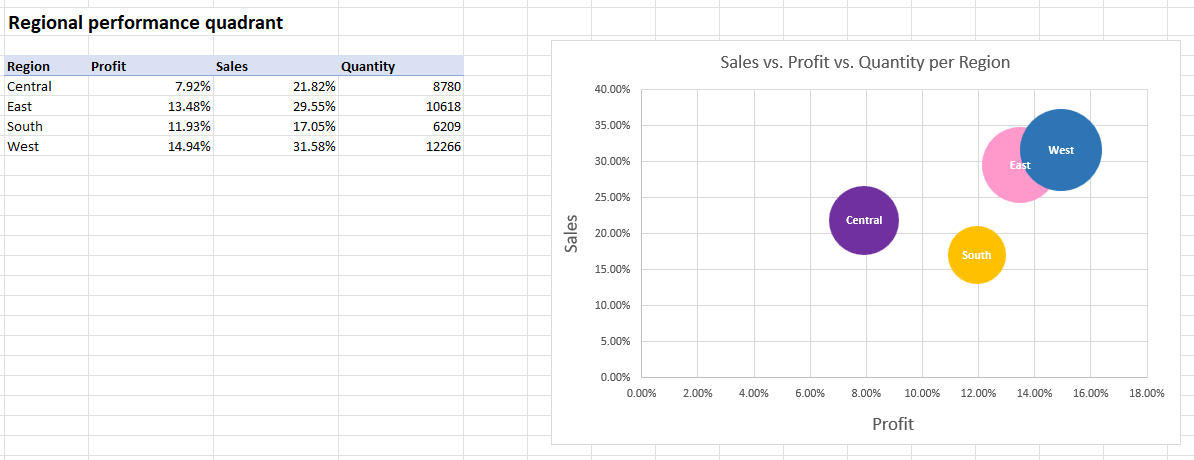 Regional performance quadrant
Region Profit Sales Quantity
Central 7.92% 21.82% 8780
East 13.48% 29.55% 10618
South 11.93% 17.05% 6209
West 14.94% 31.58% 12266
Sales vs. Profit vs. Quantity per Region
40.00%
35.00%
30.00%
25.00%
20.00%
15.00%
10.00%
5.00%
0.00%
Sales
West
East
Central
South
0.00% 2.00% 4.00% 6.00% 8.00% 10.00% 12.00% 14.00% 16.00% 18.00%
Profit